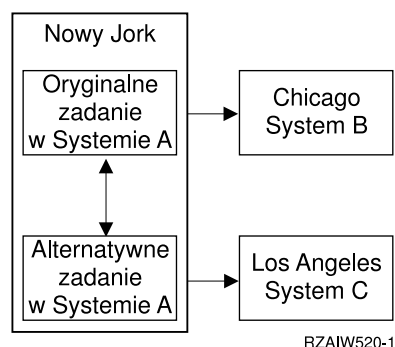 Nowy Jork
Oryginalne
zadanie
w Systemie A
Chicago
System B
Alternatywne
zadanie
w Systemie A
Los Angeles
System C
RZAIW520-1